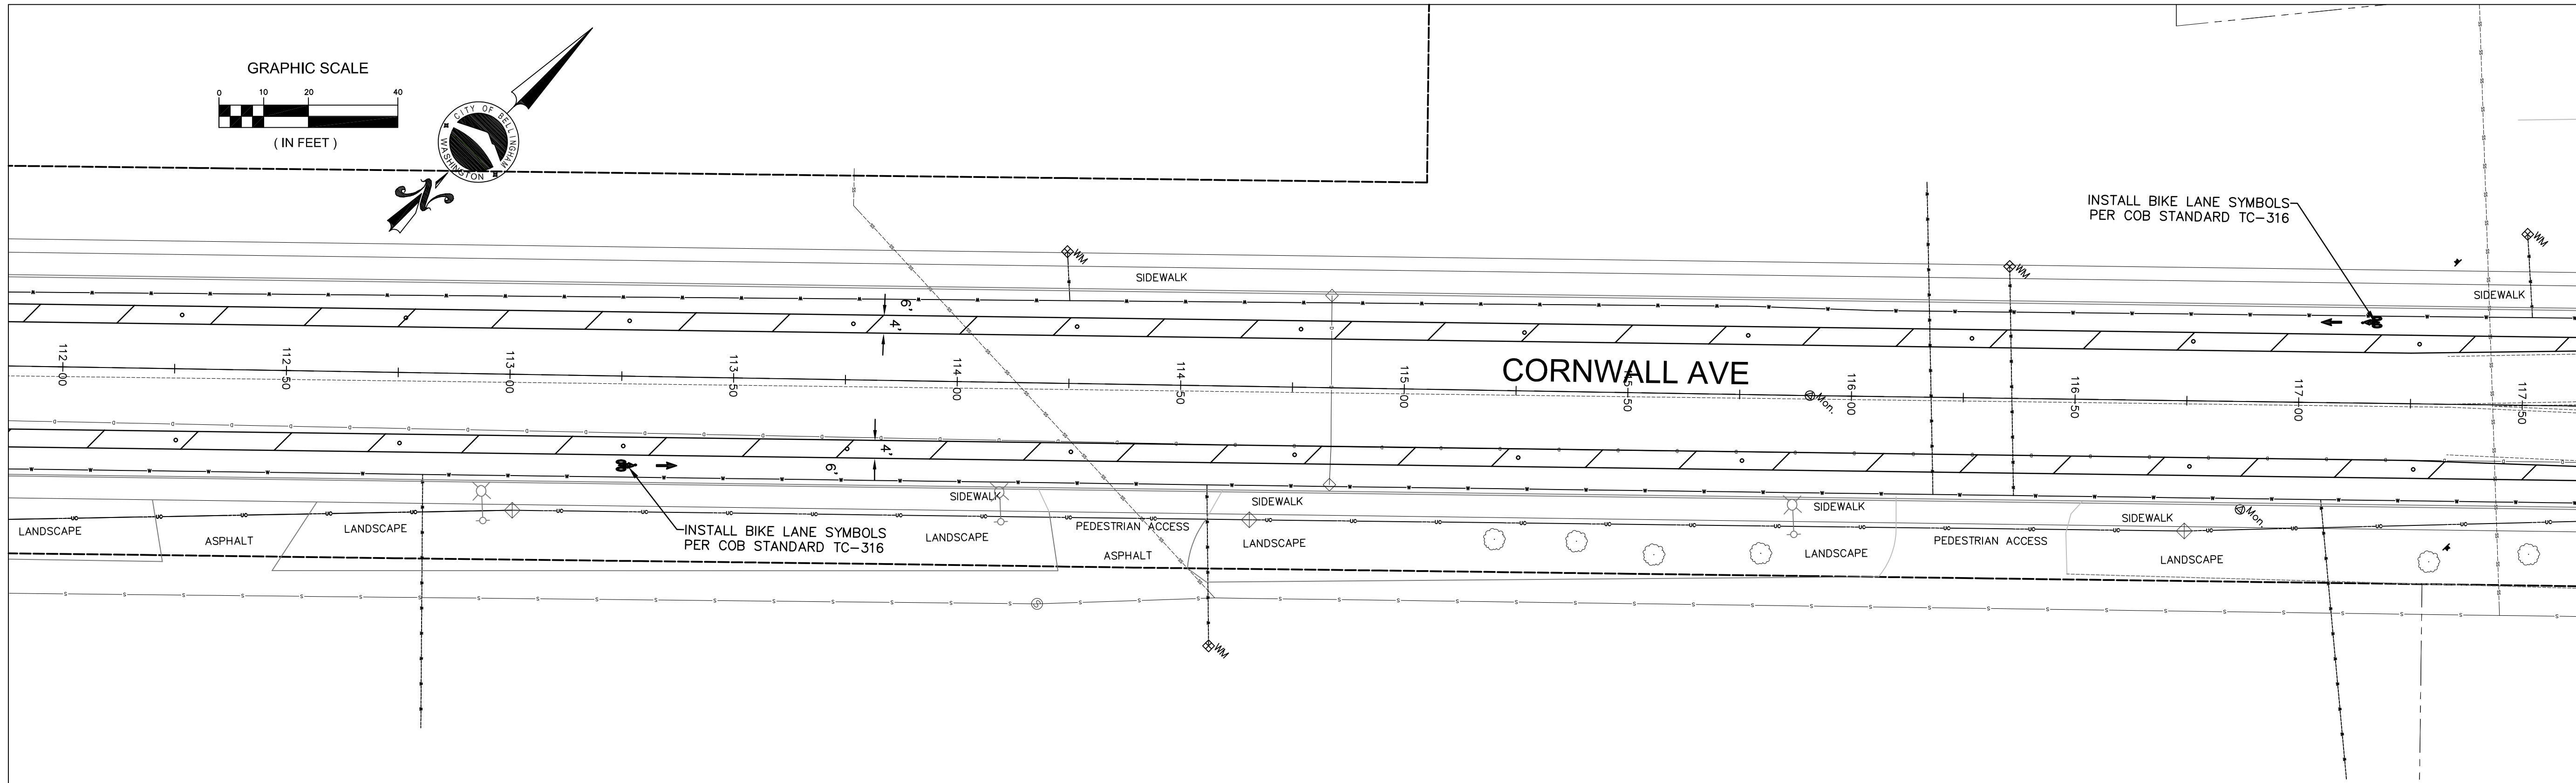 GRAPHIC SCALE
0 10 20 40
( IN FEET )
CITY OF BELLINGHAM
WASHINGTON
INSTALL BIKE LANE SYMBOLS
PER COB STANDARD TC-316
WM
WM
WM
SIDEWALK
SIDEWALK
6'
4'
CORNWALL AVE
112+00
112+50
113+00
113+50
114+00
114+50
115+00
115+50
116+00
116+50
117+00
117+50
Mon.
4'
6'
SIDEWALK
SIDEWALK
SIDEWALK
SIDEWALK
Mon.
LANDSCAPE
ASPHALT
LANDSCAPE
INSTALL BIKE LANE SYMBOLS
PER COB STANDARD TC-316
LANDSCAPE
PEDESTRIAN ACCESS
ASPHALT
LANDSCAPE
LANDSCAPE
PEDESTRIAN ACCESS
LANDSCAPE
WM